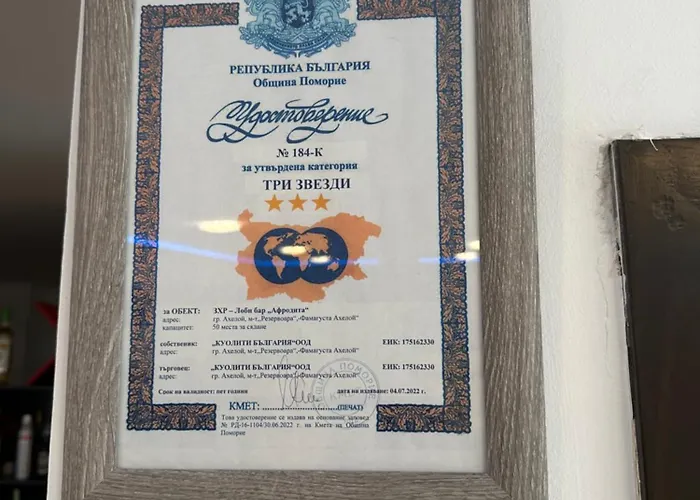 РЕПУБЛИКА БЪЛГАРИЯ
Община Поморие
Удостоверение
№ 184-К
за утвърдена категория
ТРИ ЗВЕЗДИ
за ОБЕКТ: ЗХР – Лоби бар „Афродита“
адрес: гр. Ахелой, м-т„Резервоара“,-Фамагуста Ахелой“
капацитет: 50 места за сядане
собственик: „КУОЛИТИ БЪЛГАРИЯ“ООД ЕИК: 175162330
адрес: гр. Ахелой, м-т„Резервоара“,-Фамагуста Ахелой“
търговец: „КУОЛИТИ БЪЛГАРИЯ“ООД ЕИК: 175162330
адрес: гр. Ахелой, м-т„Резервоара“,-Фамагуста Ахелой“
Срок на валидност: пет години дата на издаване: 04.07.2022 г.
КМЕТ: (ПЕЧАТ)
Това удостоверение се издава на основание заповед
№ РД-16-1104/30.06.2022 г. на Кмета на Община
Поморие